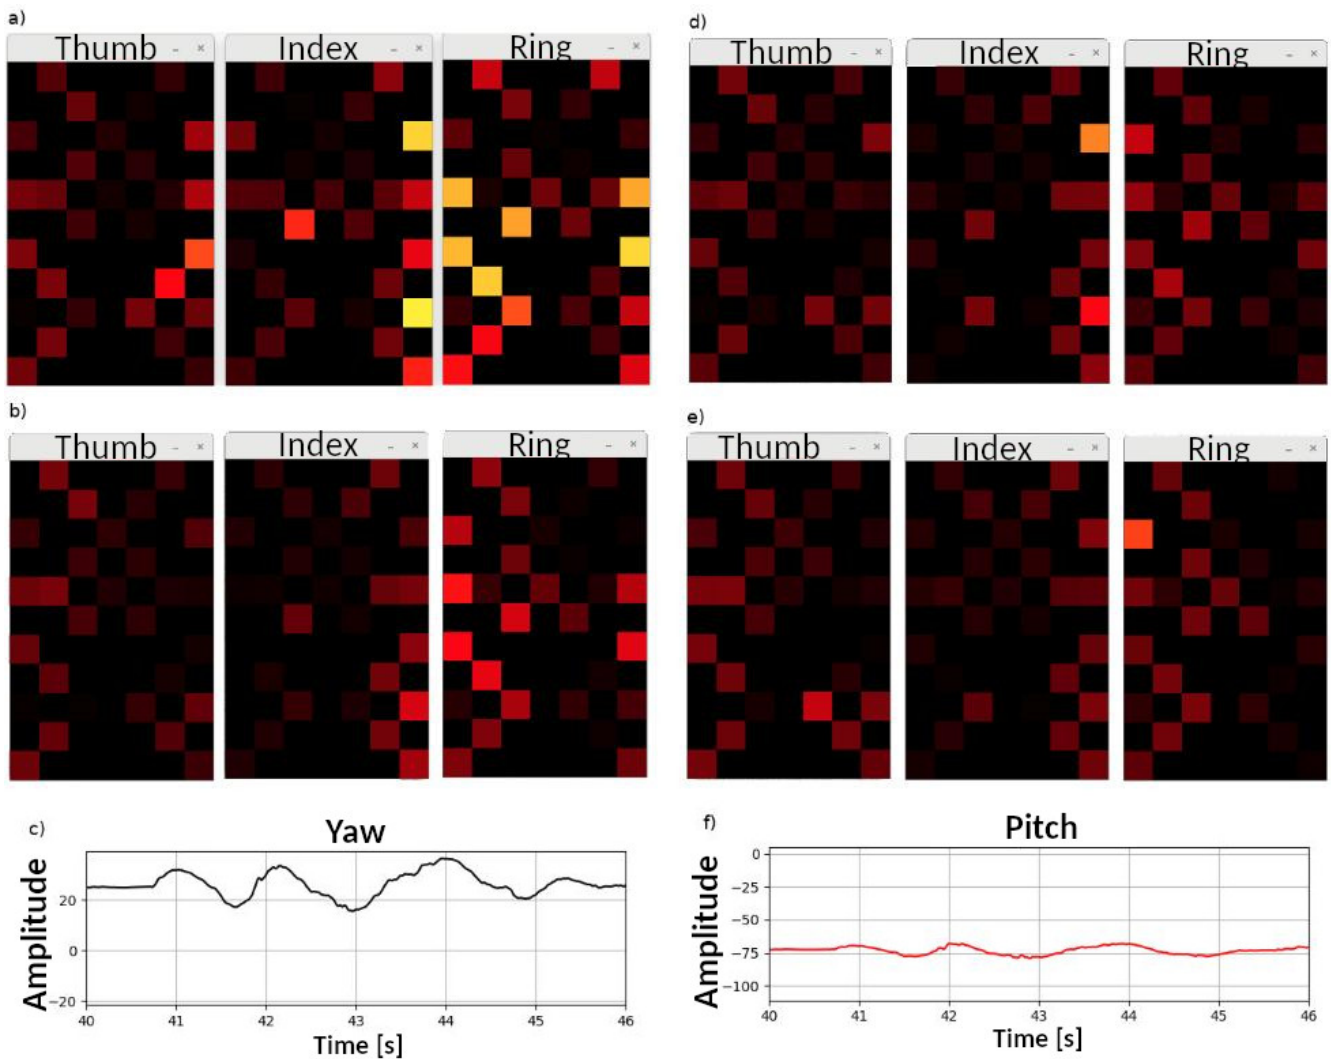 a)
Thumb – × Index – × Ring – ×
b)
Thumb – × Index – × Ring – ×
c)
Yaw
Amplitude
20
0
−20
40 41 42 43 44 45 46
Time [s]
d)
Thumb – × Index – × Ring – ×
e)
Thumb – × Index – × Ring – ×
f)
Pitch
Amplitude
0
−25
−50
−75
−100
40 41 42 43 44 45 46
Time [s]